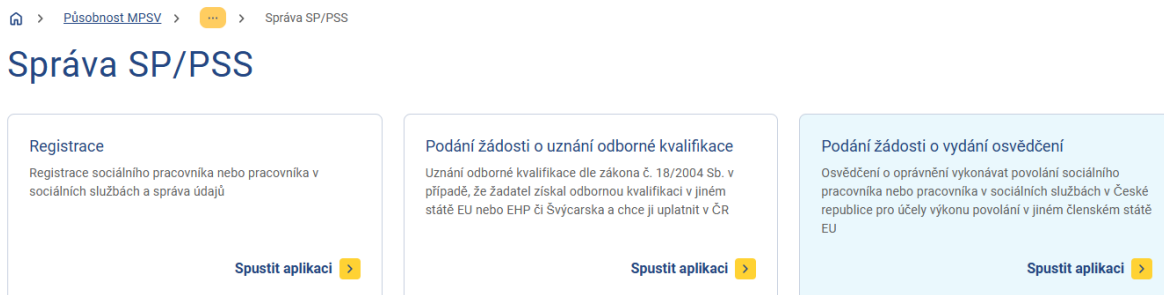 Působnost MPSV > ... > Správa SP/PSS
Správa SP/PSS
Registrace
Registrace sociálního pracovníka nebo pracovníka v
sociálních službách a správa údajů
Spustit aplikaci >
Podání žádosti o uznání odborné kvalifikace
Uznání odborné kvalifikace dle zákona č. 18/2004 Sb. v
případě, že žadatel získal odbornou kvalifikaci v jiném
státě EU nebo EHP či Švýcarska a chce ji uplatnit v ČR
Spustit aplikaci >
Podání žádosti o vydání osvědčení
Osvědčení o oprávnění vykonávat povolání sociálního
pracovníka nebo pracovníka v sociálních službách v České
republice pro účely výkonu povolání v jiném členském státě
EU
Spustit aplikaci >